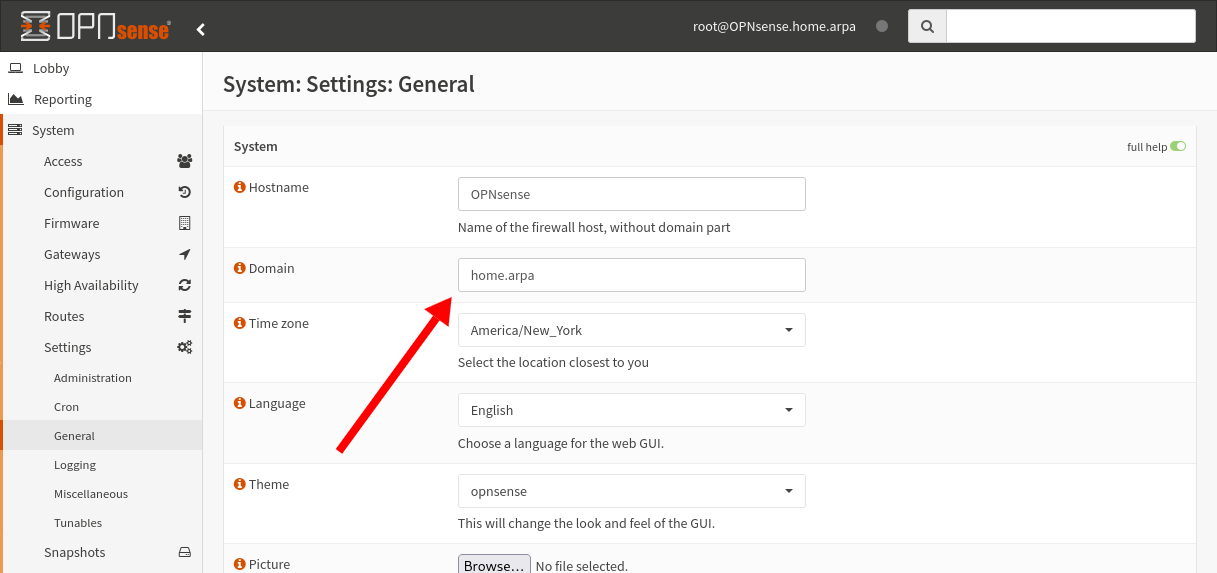 OPNsense
root@OPNsense.home.arpa
Lobby
Reporting
System
Access
Configuration
Firmware
Gateways
High Availability
Routes
Settings
Administration
Cron
General
Logging
Miscellaneous
Tunables
Snapshots
System: Settings: General
System full help
Hostname OPNsense
Name of the firewall host, without domain part
Domain home.arpa
Time zone America/New_York
Select the location closest to you
Language English
Choose a language for the web GUI.
Theme opnsense
This will change the look and feel of the GUI.
Picture Browse... No file selected.